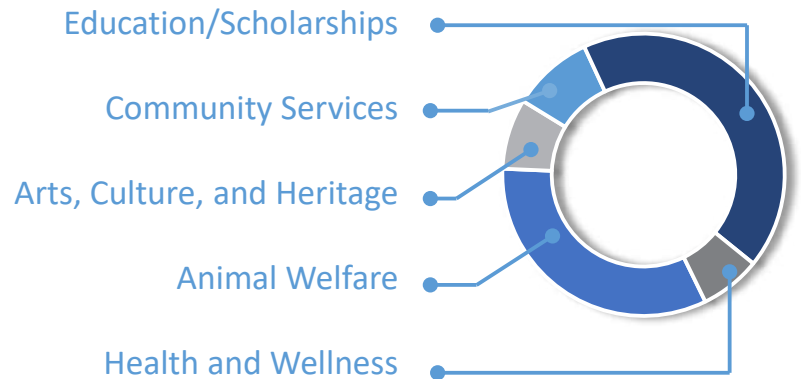 Education/Scholarships
Community Services
Arts, Culture, and Heritage
Animal Welfare
Health and Wellness